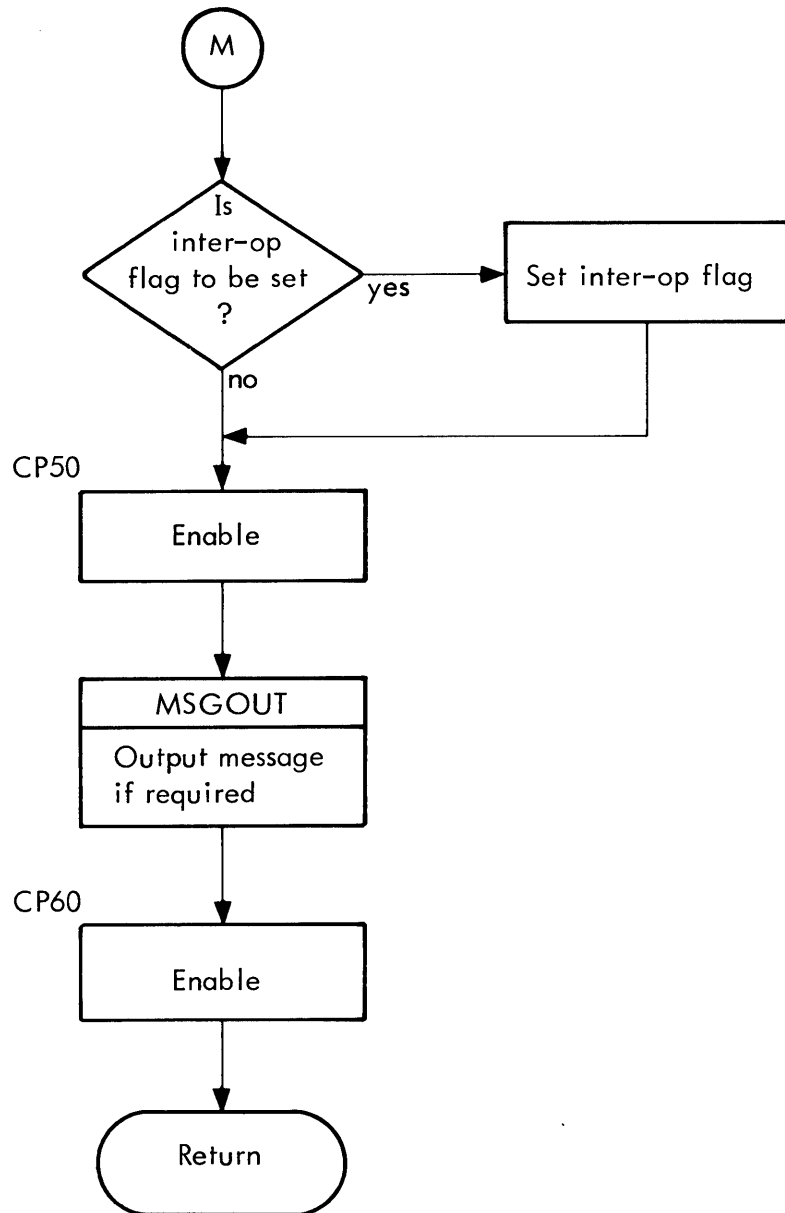 M
Is
inter-op
flag to be set
?
yes
Set inter-op flag
no
CP50
Enable
MSGOUT
Output message
if required
CP60
Enable
Return